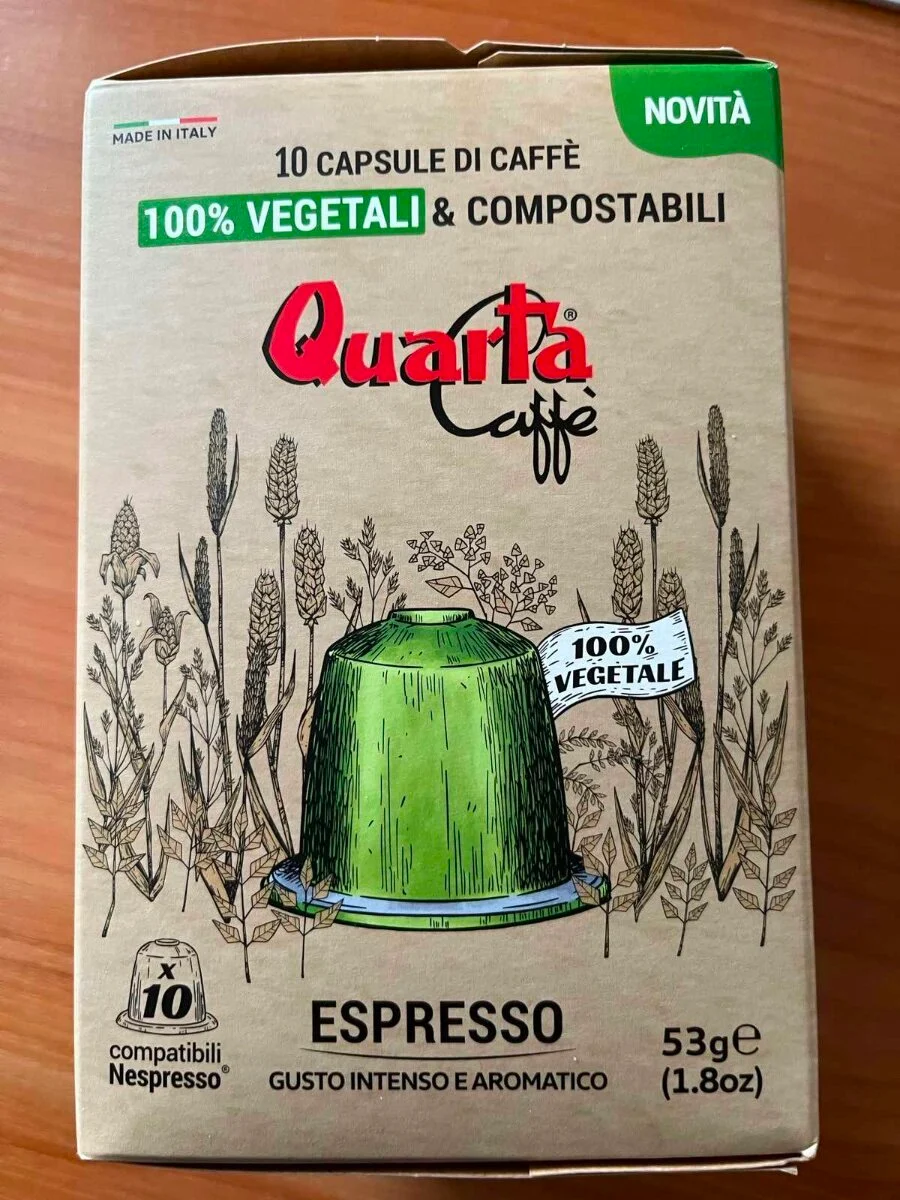 NOVITÀ
MADE IN ITALY
10 CAPSULE DI CAFFÈ
100% VEGETALI & COMPOSTABILI
Quarta®
Caffè
100%
VEGETALE
x
10
compatibili
Nespresso®
ESPRESSO
GUSTO INTENSO E AROMATICO
53g℮
(1.8oz)